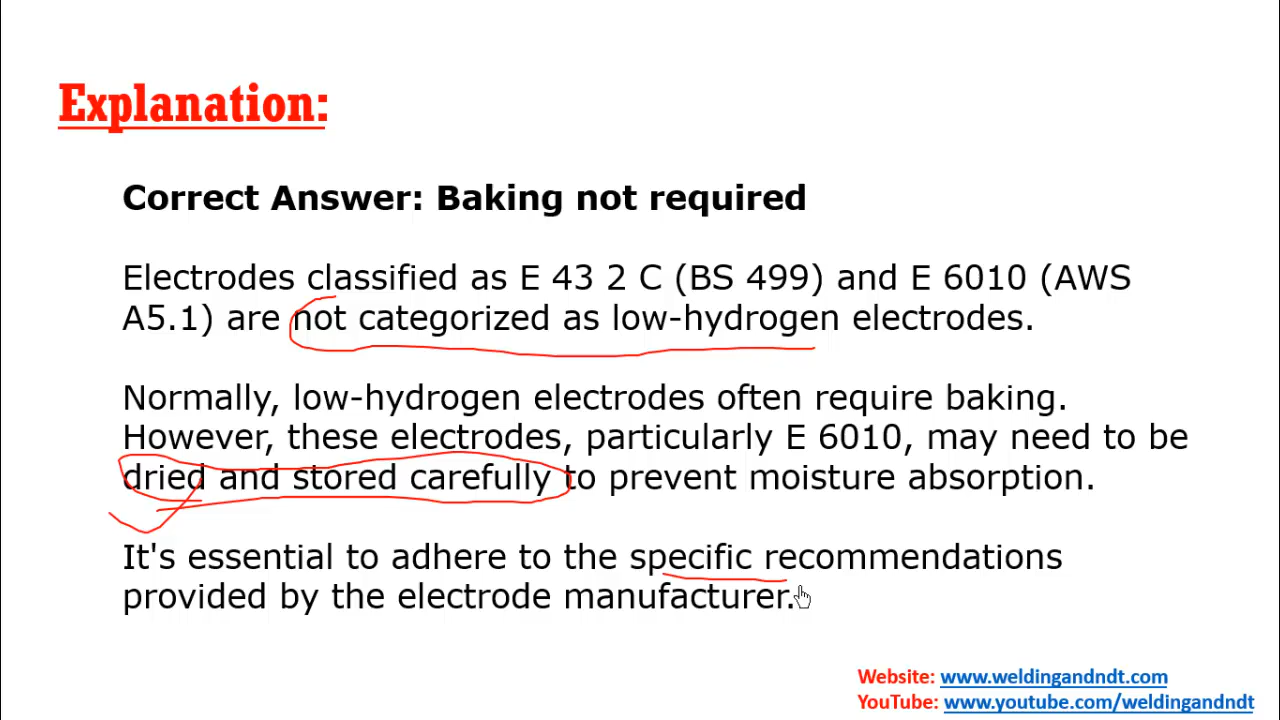 Explanation:
Correct Answer: Baking not required
Electrodes classified as E 43 2 C (BS 499) and E 6010 (AWS
A5.1) are not categorized as low-hydrogen electrodes.
Normally, low-hydrogen electrodes often require baking.
However, these electrodes, particularly E 6010, may need to be
dried and stored carefully to prevent moisture absorption.
It's essential to adhere to the specific recommendations
provided by the electrode manufacturer.
Website: www.weldingandndt.com
YouTube: www.youtube.com/weldingandndt